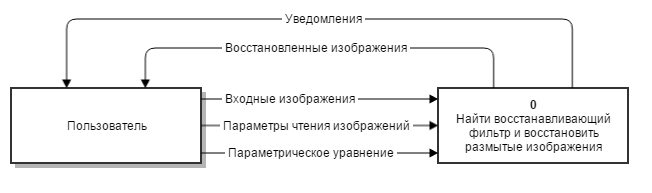 Уведомления
Восстановленные изображения
Входные изображения
Параметры чтения изображений
Параметрическое уравнение
Пользователь
0
Найти восстанавливающий
фильтр и восстановить
размытые изображения